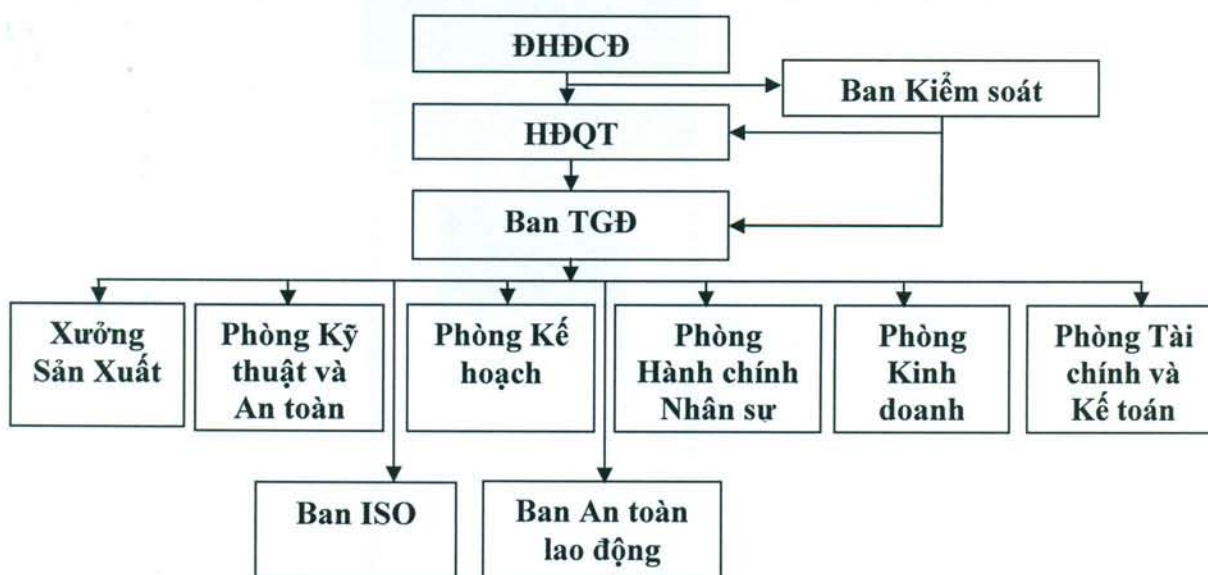 ĐHĐCĐ
Ban Kiểm soát
HĐQT
Ban TGĐ
Xưởng
Sản Xuất
Phòng Kỹ
thuật và
An toàn
Phòng Kế
hoạch
Phòng
Hành chính
Nhân sự
Phòng
Kinh
doanh
Phòng Tài
chính và
Kế toán
Ban ISO
Ban An toàn
lao động